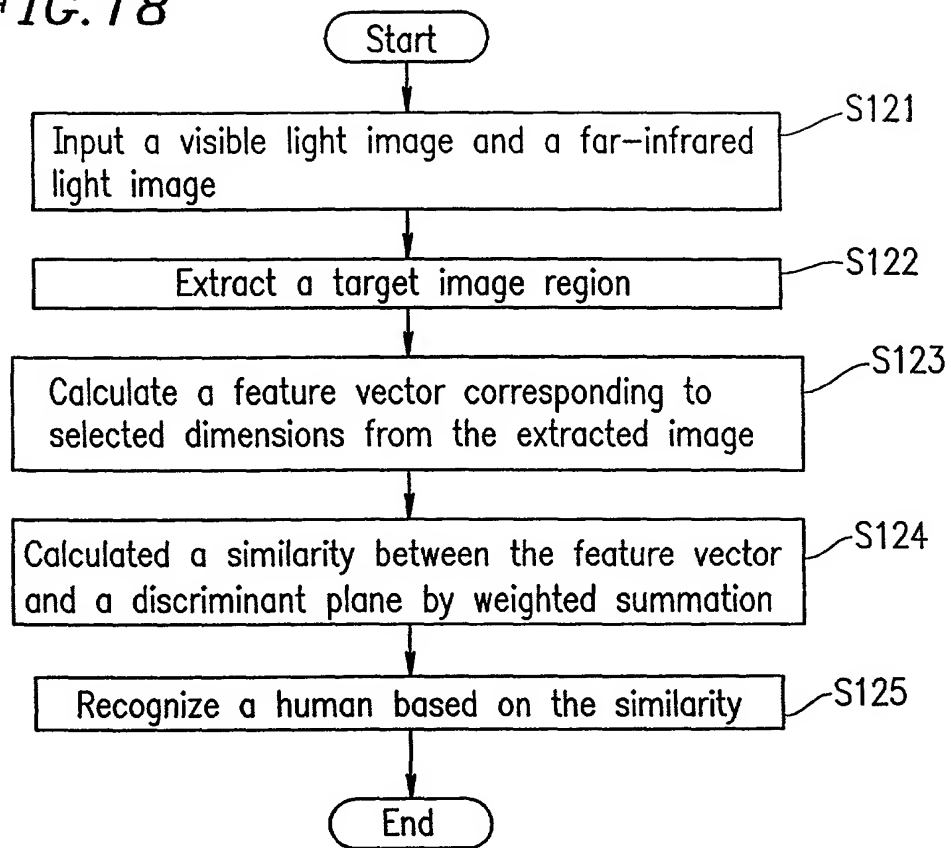 FIG. 18
Start
S121
Input a visible light image and a far-infrared
light image
S122
Extract a target image region
S123
Calculate a feature vector corresponding to
selected dimensions from the extracted image
S124
Calculated a similarity between the feature vector
and a discriminant plane by weighted summation
S125
Recognize a human based on the similarity
End